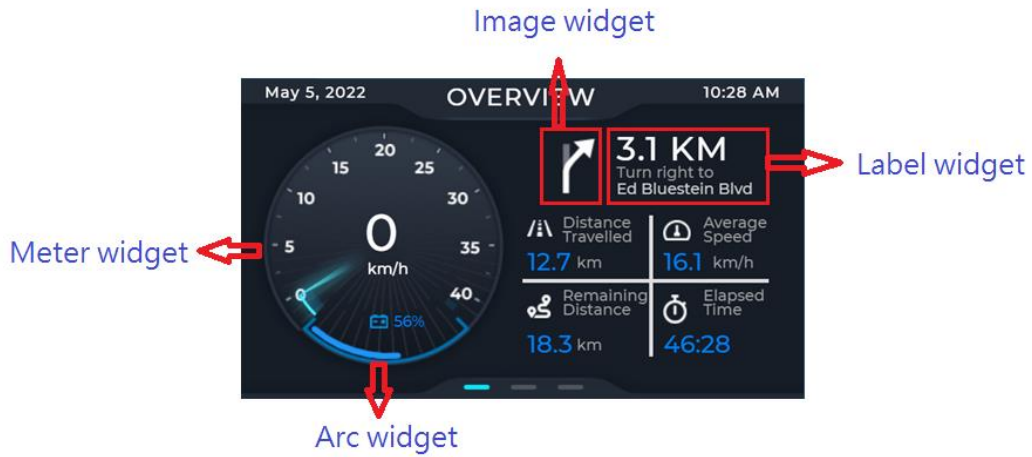 Image widget
May 5, 2022
OVERVIEW
10:28 AM
20
15
25
10
30
5
35
0
40
0
km/h
56%
3.1 KM
Turn right to
Ed Bluestein Blvd
Label widget
Meter widget
Distance
Travelled
12.7 km
Average
Speed
16.1 km/h
Remaining
Distance
18.3 km
Elapsed
Time
46:28
Arc widget